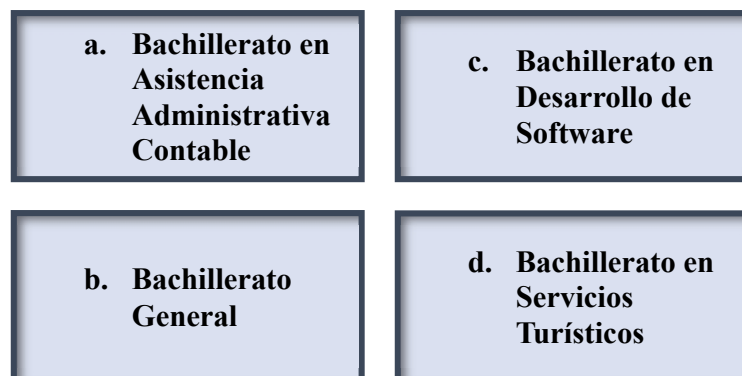 a. Bachillerato en
Asistencia
Administrativa
Contable
b. Bachillerato
General
c. Bachillerato en
Desarrollo de
Software
d. Bachillerato en
Servicios
Turísticos